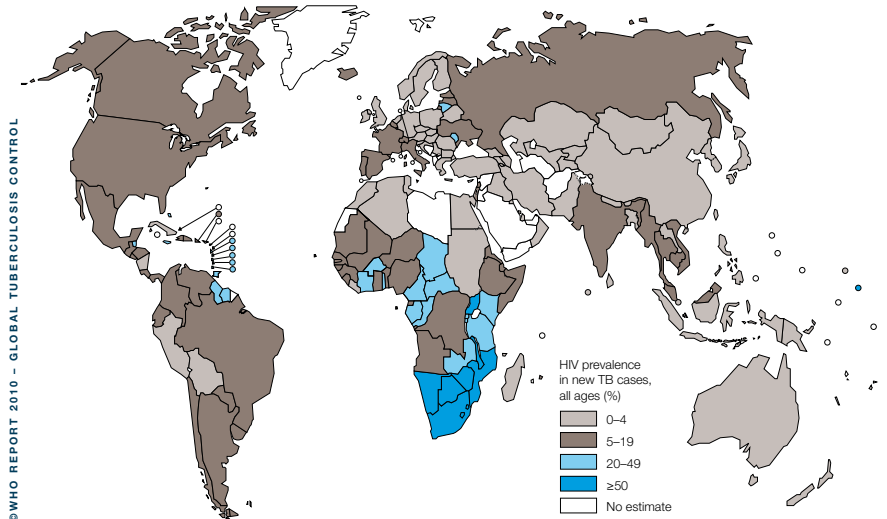 ©WHO REPORT 2010 – GLOBAL TUBERCULOSIS CONTROL
HIV prevalence
in new TB cases,
all ages (%)
0–4
5–19
20–49
≥50
No estimate